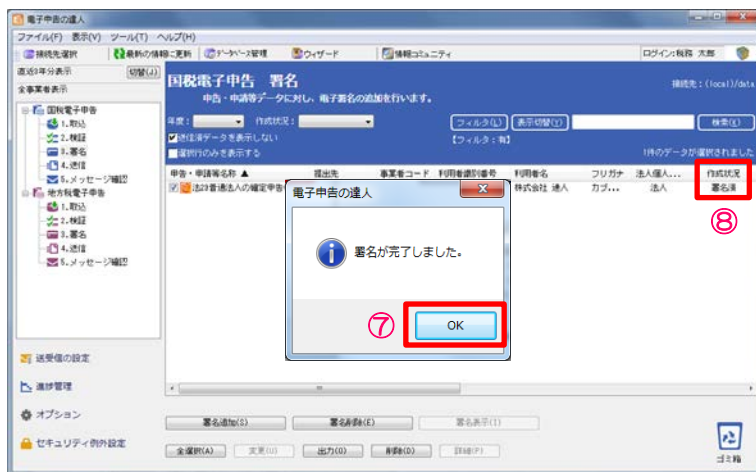 電子申告の達人
ファイル(F) 表示(V) ツール(T) ヘルプ(H)
接続先選択 最新の情報に更新 データベース管理 ウィザード 情報コミュニティ ログイン:税務 太郎
直近3年分表示 切替(J)
全事業者表示
国税電子申告
1.取込
2.検証
3.署名
4.送信
5.メッセージ確認
地方税電子申告
1.取込
2.検証
3.署名
4.送信
5.メッセージ確認
送受信の設定
進捗管理
オプション
セキュリティ例外設定
国税電子申告 署名
接続先:(local)/data
申告・申請等データに対し、電子署名の追加を行います。
年度: 作成状況: フィルタ(L) 表示切替(Y) 検索(K)
送信済データを表示しない 【フィルタ:有】
選択行のみを表示する 1件のデータが選択されました
申告・申請等名称 ▲ 提出先 事業者コード 利用者識別番号 利用者名 フリガナ 法人個人... 作成状況
法23普通法人の確定申告 株式会社 達人 カブ... 法人 署名済
⑧
電子申告の達人
署名が完了しました。
⑦ OK
署名追加(S) 署名削除(E) 署名表示(I)
全選択(A) 変更(U) 出力(O) 削除(D) 詳細(P)
ゴミ箱